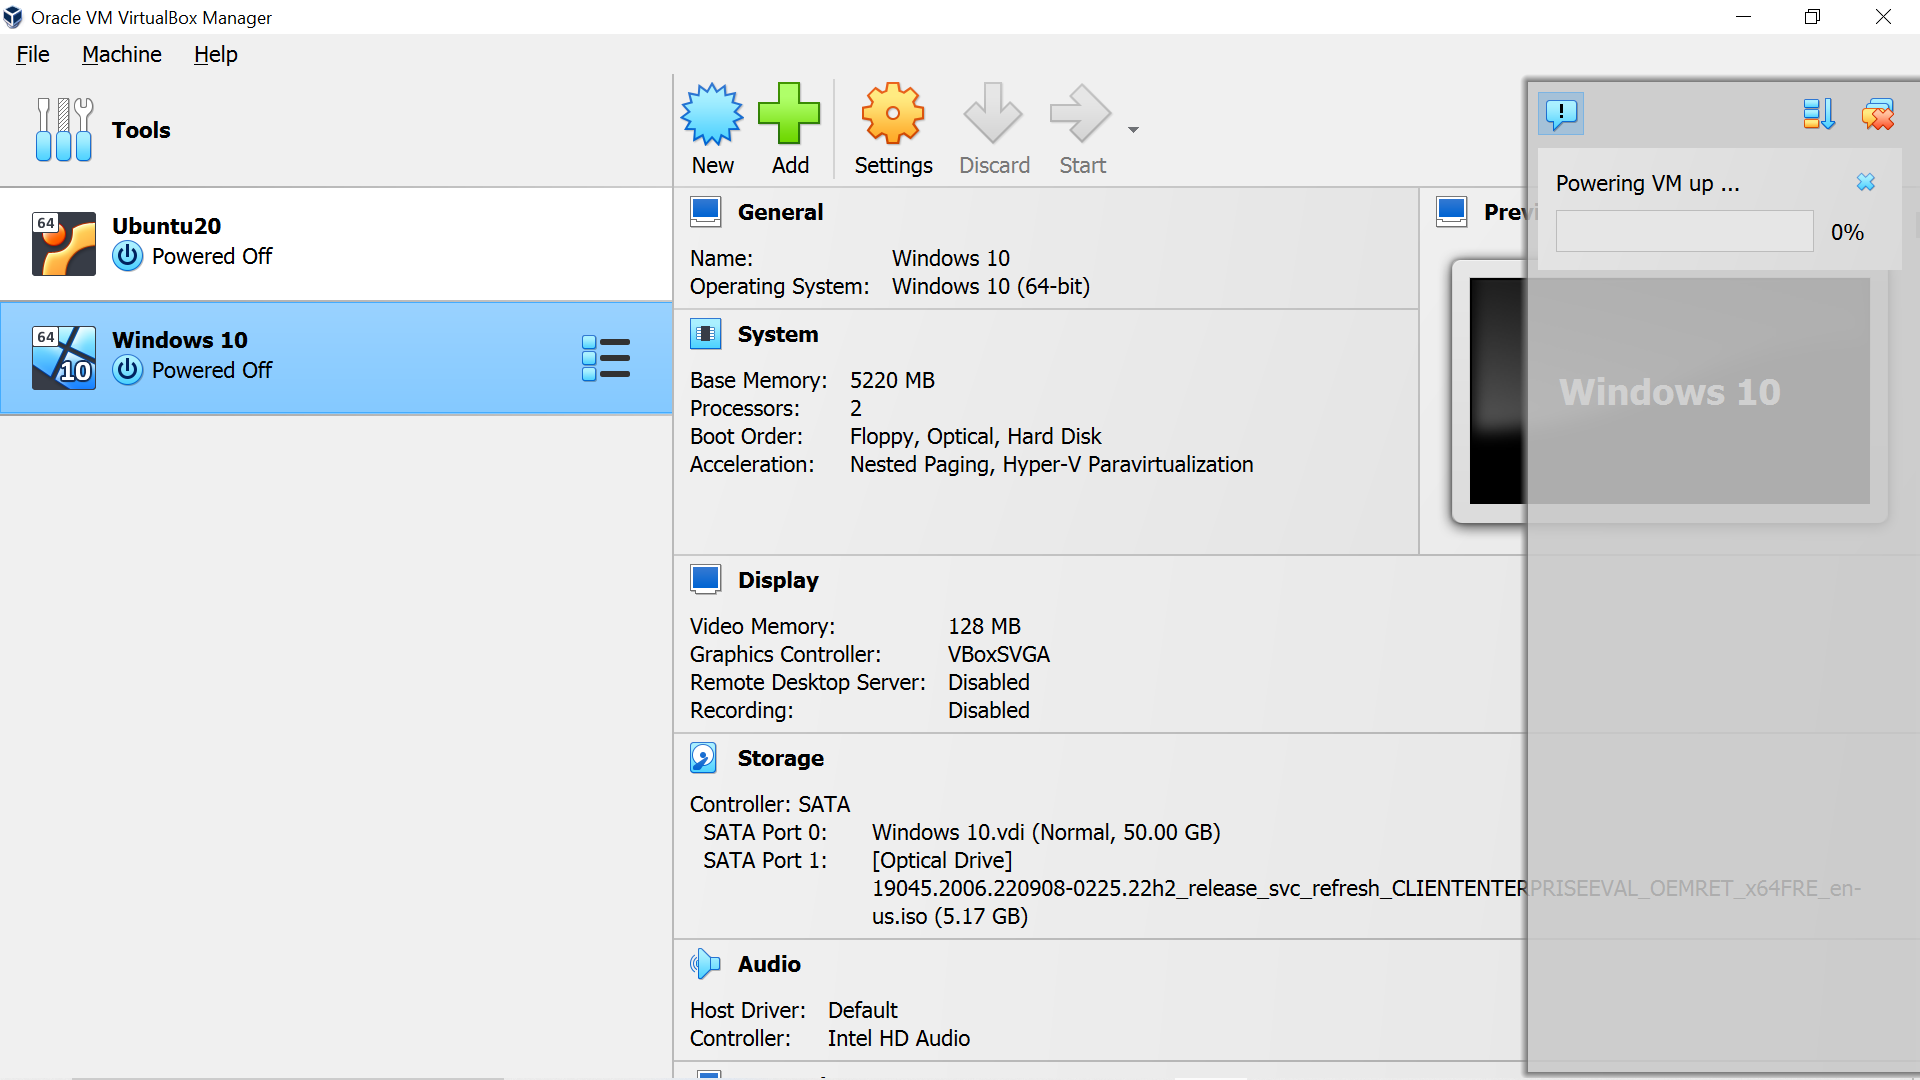 Oracle VM VirtualBox Manager
File Machine Help
Tools
New Add Settings Discard Start
64
Ubuntu20
Powered Off
64
10
Windows 10
Powered Off
General
Name: Windows 10
Operating System: Windows 10 (64-bit)
System
Base Memory: 5220 MB
Processors: 2
Boot Order: Floppy, Optical, Hard Disk
Acceleration: Nested Paging, Hyper-V Paravirtualization
Previ
Windows 10
Powering VM up ...
0%
Display
Video Memory: 128 MB
Graphics Controller: VBoxSVGA
Remote Desktop Server: Disabled
Recording: Disabled
Storage
Controller: SATA
SATA Port 0: Windows 10.vdi (Normal, 50.00 GB)
SATA Port 1: [Optical Drive]
19045.2006.220908-0225.22h2_release_svc_refresh_CLIENTENTERPRISEEVAL_OEMRET_x64FRE_en-
us.iso (5.17 GB)
Audio
Host Driver: Default
Controller: Intel HD Audio